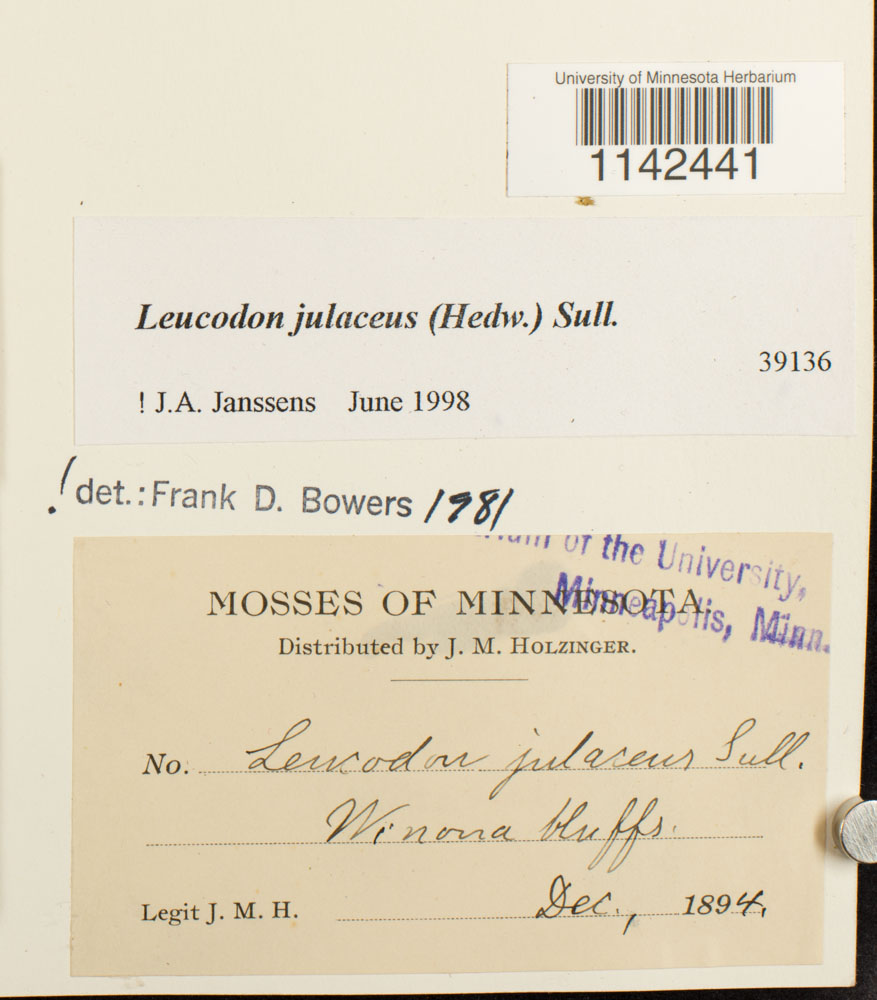 University of Minnesota Herbarium
1142441
Leucodon julaceus (Hedw.) Sull.
39136
! J.A. Janssens June 1998
! det.: Frank D. Bowers 1981
of the University,
Minneapolis, Minn.
MOSSES OF MINNESOTA.
Distributed by J. M. HOLZINGER.
No. Leucodon julaceus Sull.
Winona bluffs.
Legit J. M. H. Dec., 1894.